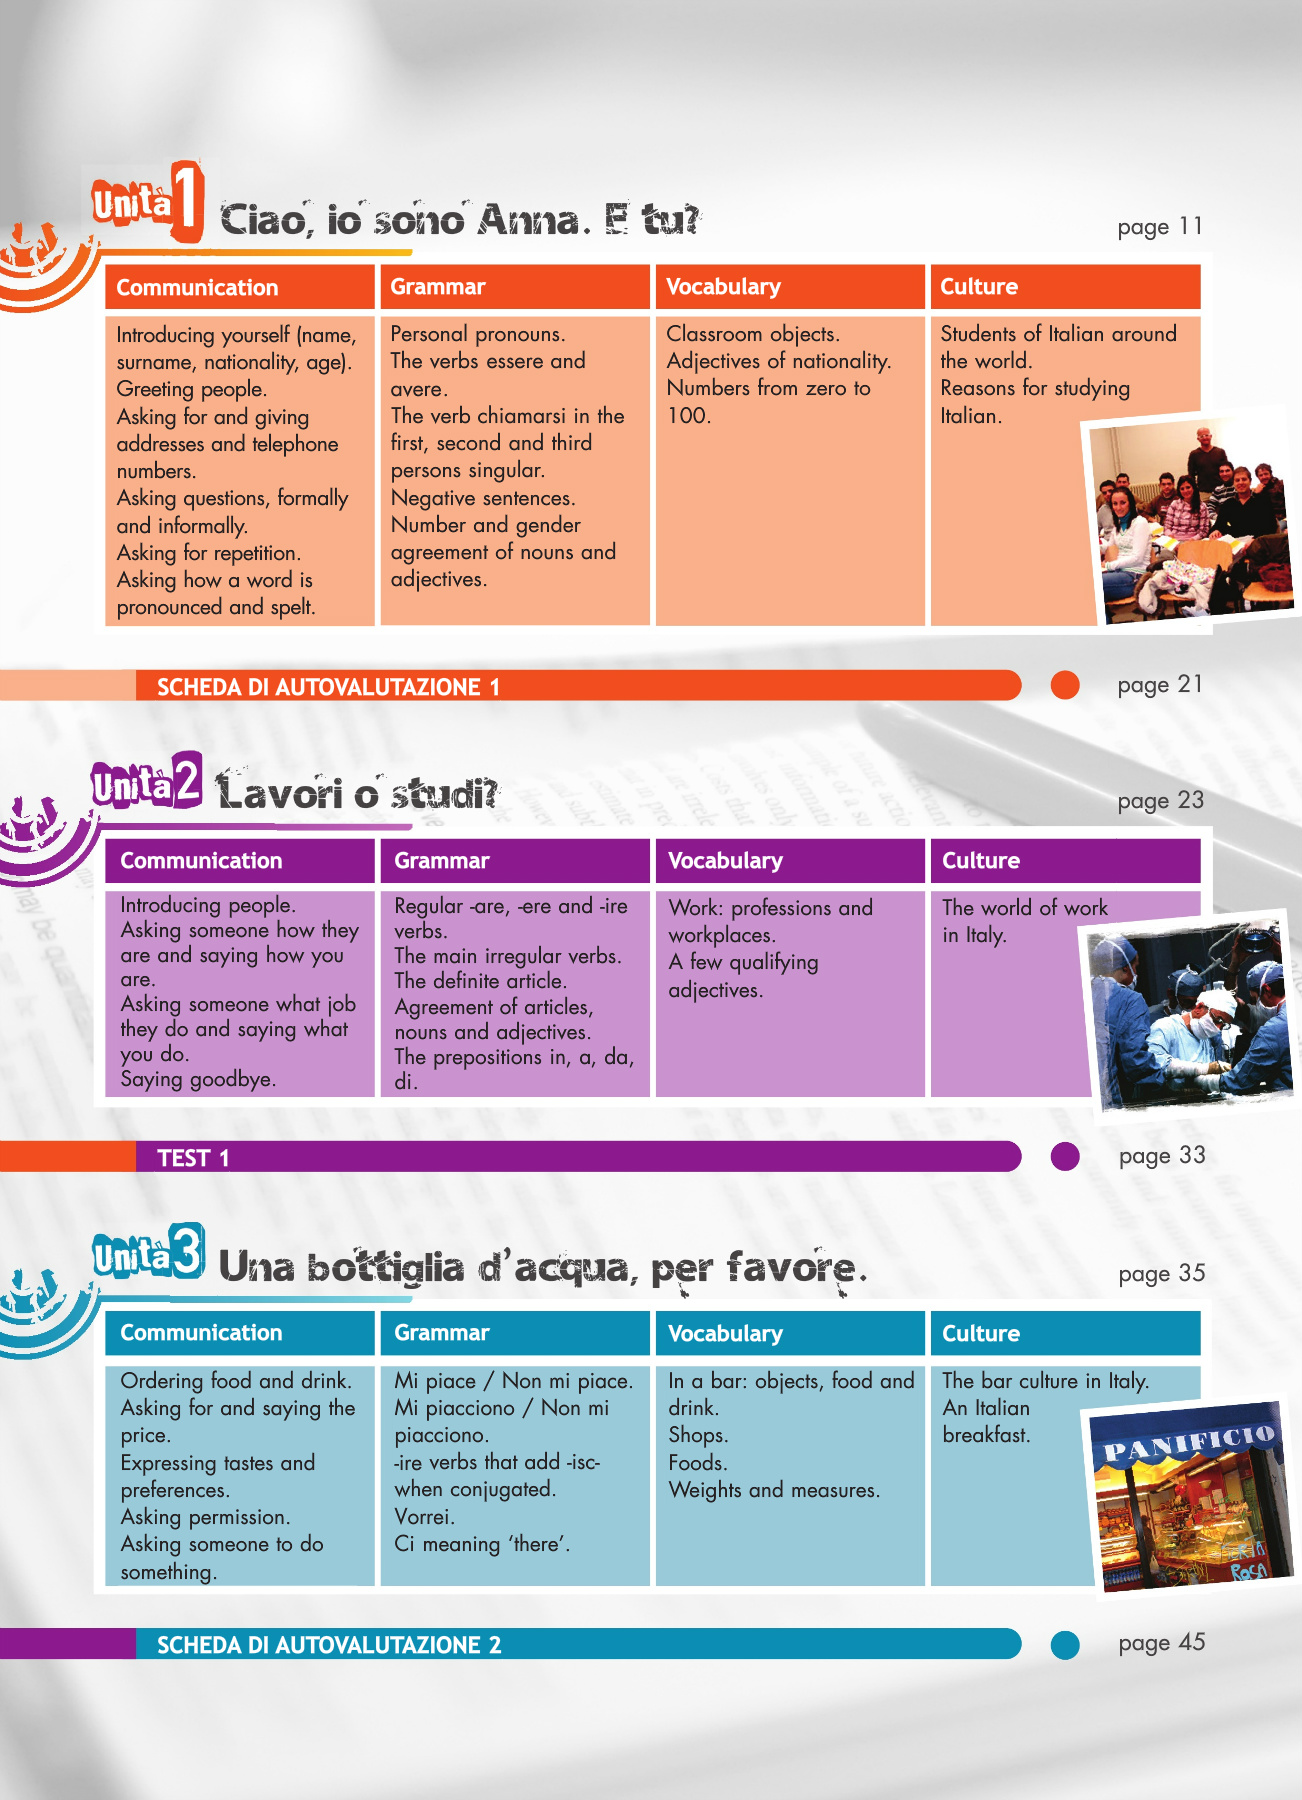 Unità 1 Ciao, io sono Anna. E tu?
page 11
Communication
Introducing yourself (name,
surname, nationality, age).
Greeting people.
Asking for and giving
addresses and telephone
numbers.
Asking questions, formally
and informally.
Asking for repetition.
Asking how a word is
pronounced and spelt.
Grammar
Personal pronouns.
The verbs essere and
avere.
The verb chiamarsi in the
first, second and third
persons singular.
Negative sentences.
Number and gender
agreement of nouns and
adjectives.
Vocabulary
Classroom objects.
Adjectives of nationality.
Numbers from zero to
100.
Culture
Students of Italian around
the world.
Reasons for studying
Italian.
SCHEDA DI AUTOVALUTAZIONE 1
page 21
Unità 2 Lavori o studi?
page 23
Communication
Introducing people.
Asking someone how they
are and saying how you
are.
Asking someone what job
they do and saying what
you do.
Saying goodbye.
Grammar
Regular -are, -ere and -ire
verbs.
The main irregular verbs.
The definite article.
Agreement of articles,
nouns and adjectives.
The prepositions in, a, da,
di.
Vocabulary
Work: professions and
workplaces.
A few qualifying
adjectives.
Culture
The world of work
in Italy.
TEST 1
page 33
Unità 3 Una bottiglia d'acqua, per favore.
page 35
Communication
Ordering food and drink.
Asking for and saying the
price.
Expressing tastes and
preferences.
Asking permission.
Asking someone to do
something.
Grammar
Mi piace / Non mi piace.
Mi piacciono / Non mi
piacciono.
-ire verbs that add -isc-
when conjugated.
Vorrei.
Ci meaning ‘there’.
Vocabulary
In a bar: objects, food and
drink.
Shops.
Foods.
Weights and measures.
Culture
The bar culture in Italy.
An Italian
breakfast.
PANIFICIO
ROSA
SCHEDA DI AUTOVALUTAZIONE 2
page 45